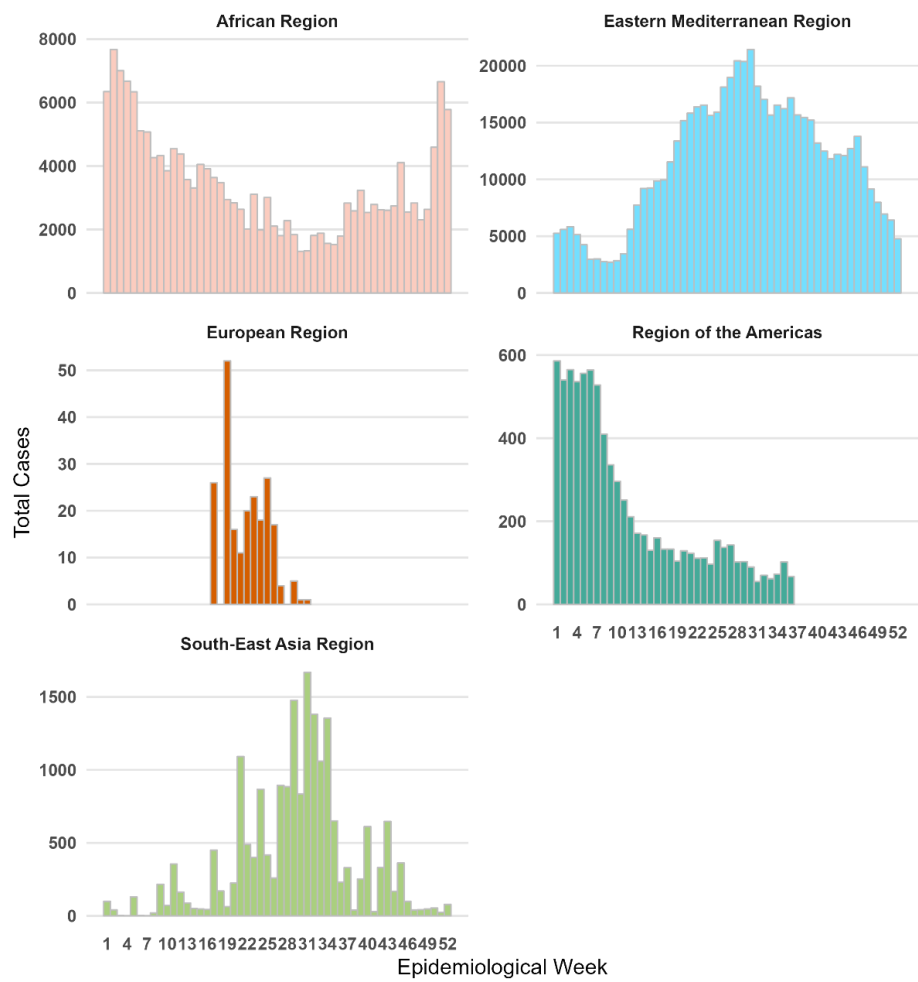 African Region
8000
6000
4000
2000
0
Eastern Mediterranean Region
20000
15000
10000
5000
0
European Region
50
40
30
20
10
0
Region of the Americas
600
400
200
0
1 4 7 10 13 16 19 22 25 28 31 34 37 40 43 46 49 52
South-East Asia Region
1500
1000
500
0
1 4 7 10 13 16 19 22 25 28 31 34 37 40 43 46 49 52
Total Cases
Epidemiological Week